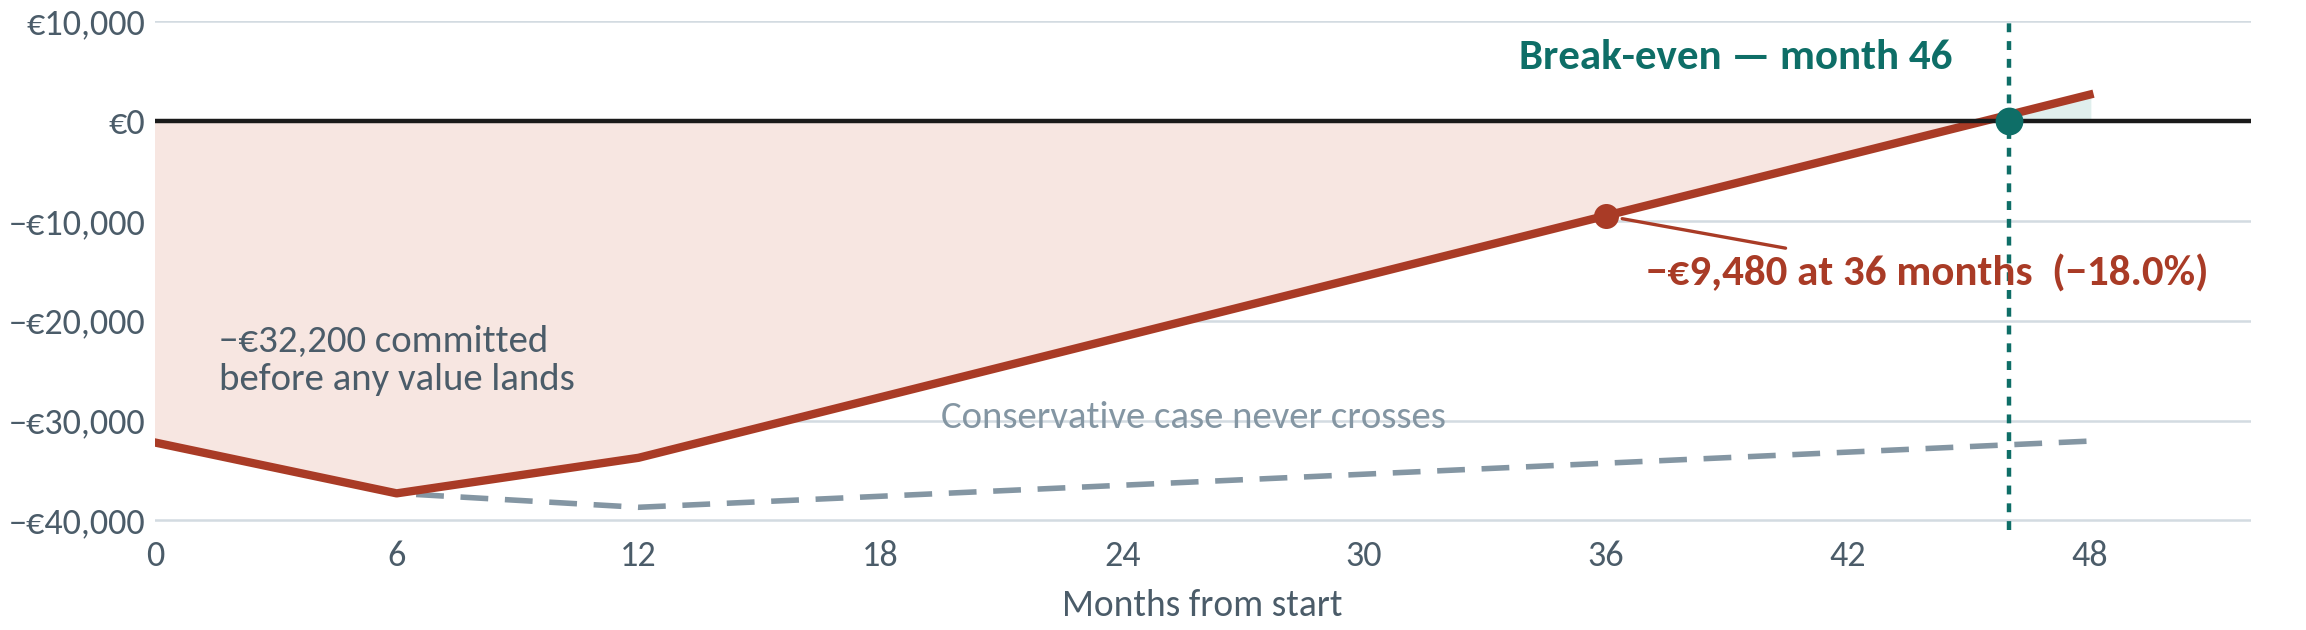 €10,000
Break-even — month 46
€0
−€10,000
−€9,480 at 36 months (−18.0%)
−€20,000
−€32,200 committed
before any value lands
Conservative case never crosses
−€30,000
−€40,000
0 6 12 18 24 30 36 42 48
Months from start